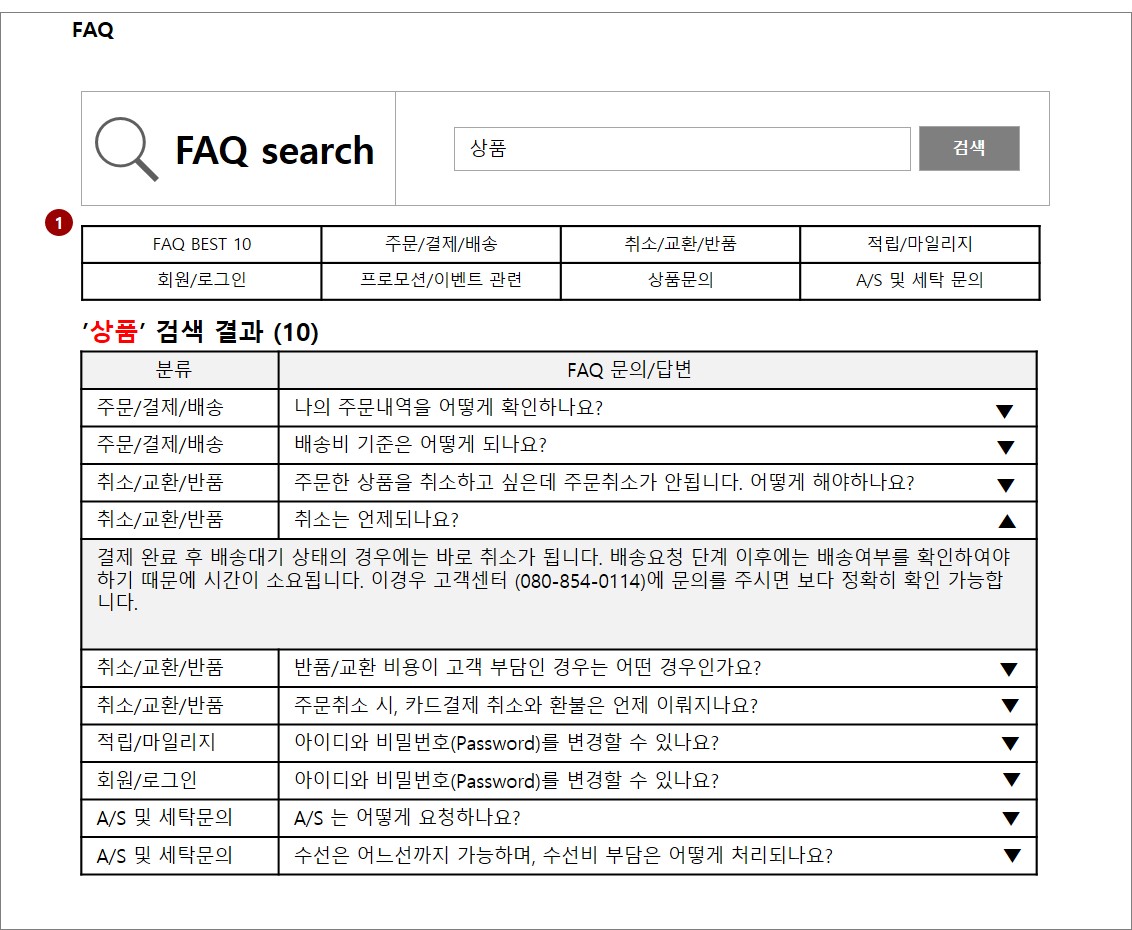 FAQ
FAQ search
상품
검색
1
FAQ BEST 10 주문/결제/배송 취소/교환/반품 적립/마일리지
회원/로그인 프로모션/이벤트 관련 상품문의 A/S 및 세탁 문의
'상품' 검색 결과 (10)
분류 FAQ 문의/답변
주문/결제/배송 나의 주문내역을 어떻게 확인하나요? ▼
주문/결제/배송 배송비 기준은 어떻게 되나요? ▼
취소/교환/반품 주문한 상품을 취소하고 싶은데 주문취소가 안됩니다. 어떻게 해야하나요? ▼
취소/교환/반품 취소는 언제되나요? ▲
결제 완료 후 배송대기 상태의 경우에는 바로 취소가 됩니다. 배송요청 단계 이후에는 배송여부를 확인하여야
하기 때문에 시간이 소요됩니다. 이경우 고객센터 (080-854-0114)에 문의를 주시면 보다 정확히 확인 가능합
니다.
취소/교환/반품 반품/교환 비용이 고객 부담인 경우는 어떤 경우인가요? ▼
취소/교환/반품 주문취소 시, 카드결제 취소와 환불은 언제 이뤄지나요? ▼
적립/마일리지 아이디와 비밀번호(Password)를 변경할 수 있나요? ▼
회원/로그인 아이디와 비밀번호(Password)를 변경할 수 있나요? ▼
A/S 및 세탁문의 A/S 는 어떻게 요청하나요? ▼
A/S 및 세탁문의 수선은 어느선까지 가능하며, 수선비 부담은 어떻게 처리되나요? ▼